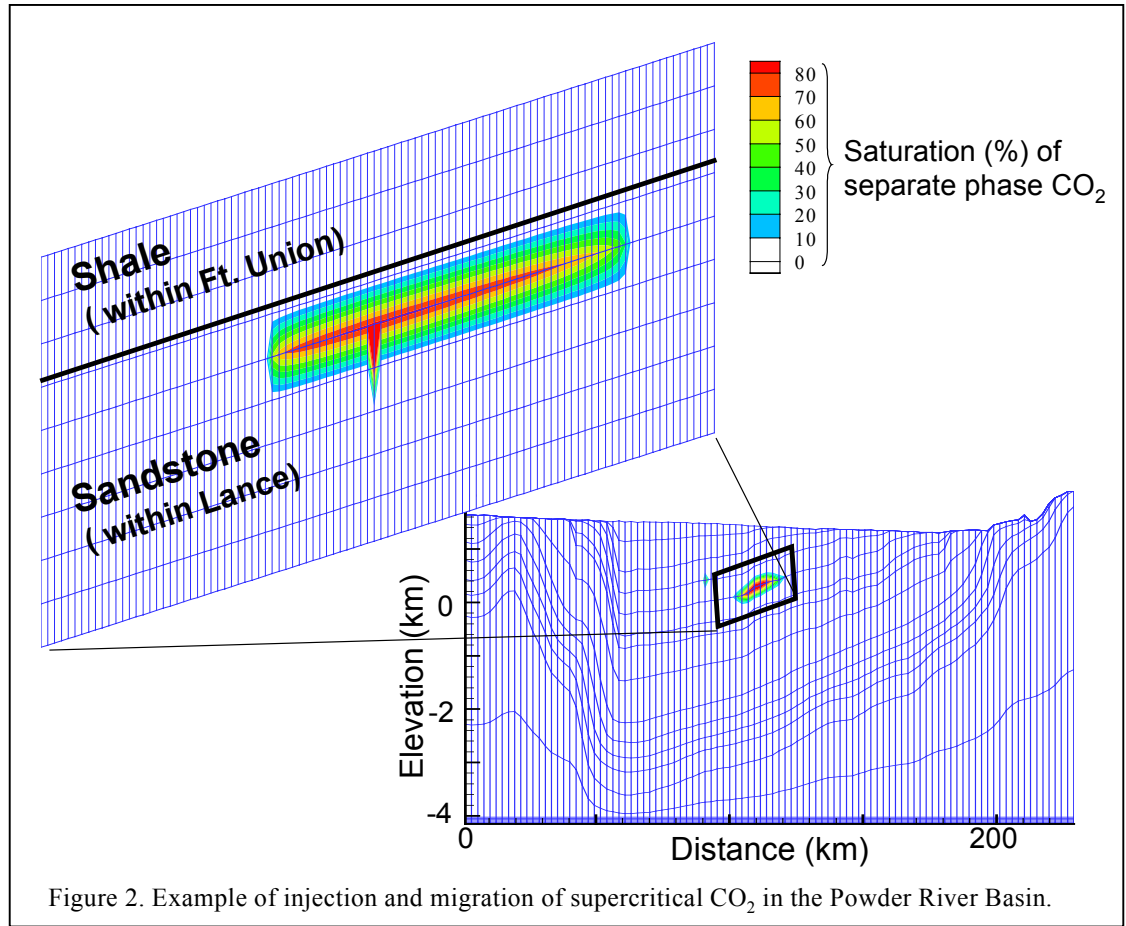 80
70
60
50
40
30
20
10
0
Saturation (%) of
separate phase CO₂
Shale
( within Ft. Union)
Sandstone
( within Lance)
Elevation (km)
0
-2
-4
0
200
Distance (km)
Figure 2. Example of injection and migration of supercritical CO₂ in the Powder River Basin.